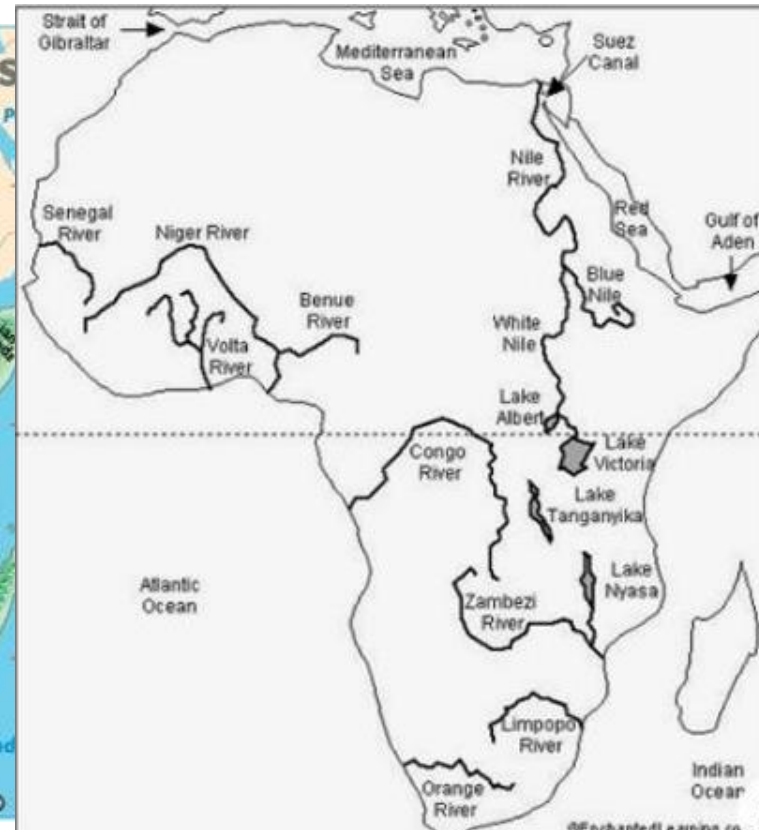 Strait of
Gibraltar
Mediterranean
Sea
Suez
Canal
Nile
River
Red
Sea
Gulf of
Aden
Senegal
River
Niger River
Benue
River
Blue
Nile
Volta
River
White
Nile
Lake
Albert
Congo
River
Lake
Victoria
Lake
Tanganyika
Lake
Nyasa
Atlantic
Ocean
Zambezi
River
Limpopo
River
Orange
River
Indian
Ocean